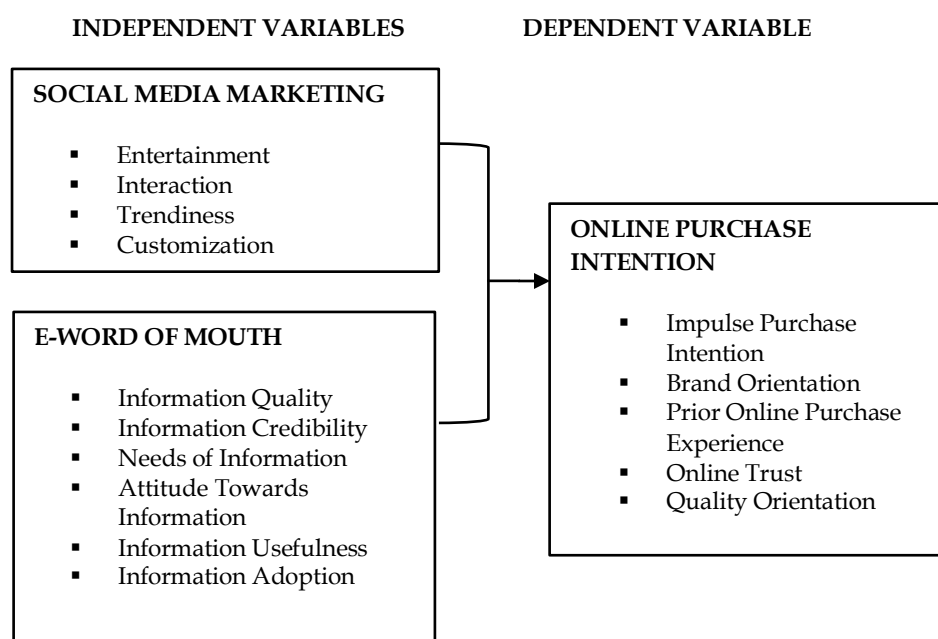 INDEPENDENT VARIABLES
DEPENDENT VARIABLE
SOCIAL MEDIA MARKETING
▪ Entertainment
▪ Interaction
▪ Trendiness
▪ Customization
E-WORD OF MOUTH
▪ Information Quality
▪ Information Credibility
▪ Needs of Information
▪ Attitude Towards
Information
▪ Information Usefulness
▪ Information Adoption
ONLINE PURCHASE
INTENTION
▪ Impulse Purchase
Intention
▪ Brand Orientation
▪ Prior Online Purchase
Experience
▪ Online Trust
▪ Quality Orientation